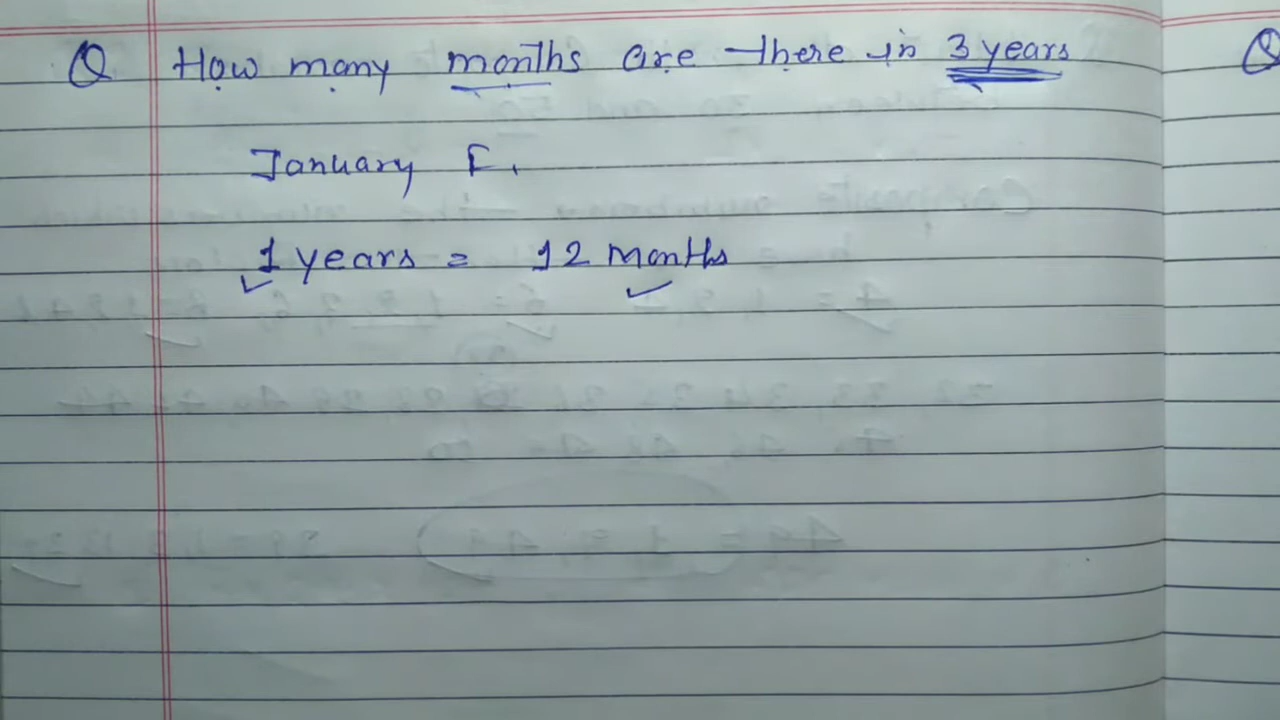 Q How many months are there in 3 years Q
January F.
1 years = 12 months